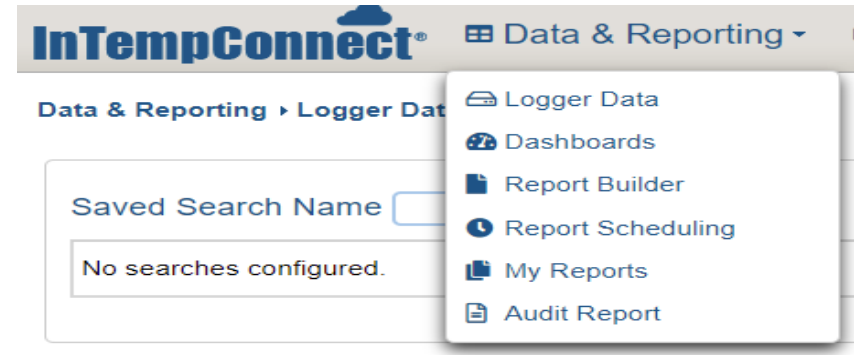 InTempConnect®
Data & Reporting
Data & Reporting › Logger Dat
Logger Data
Dashboards
Report Builder
Report Scheduling
My Reports
Audit Report
Saved Search Name
No searches configured.